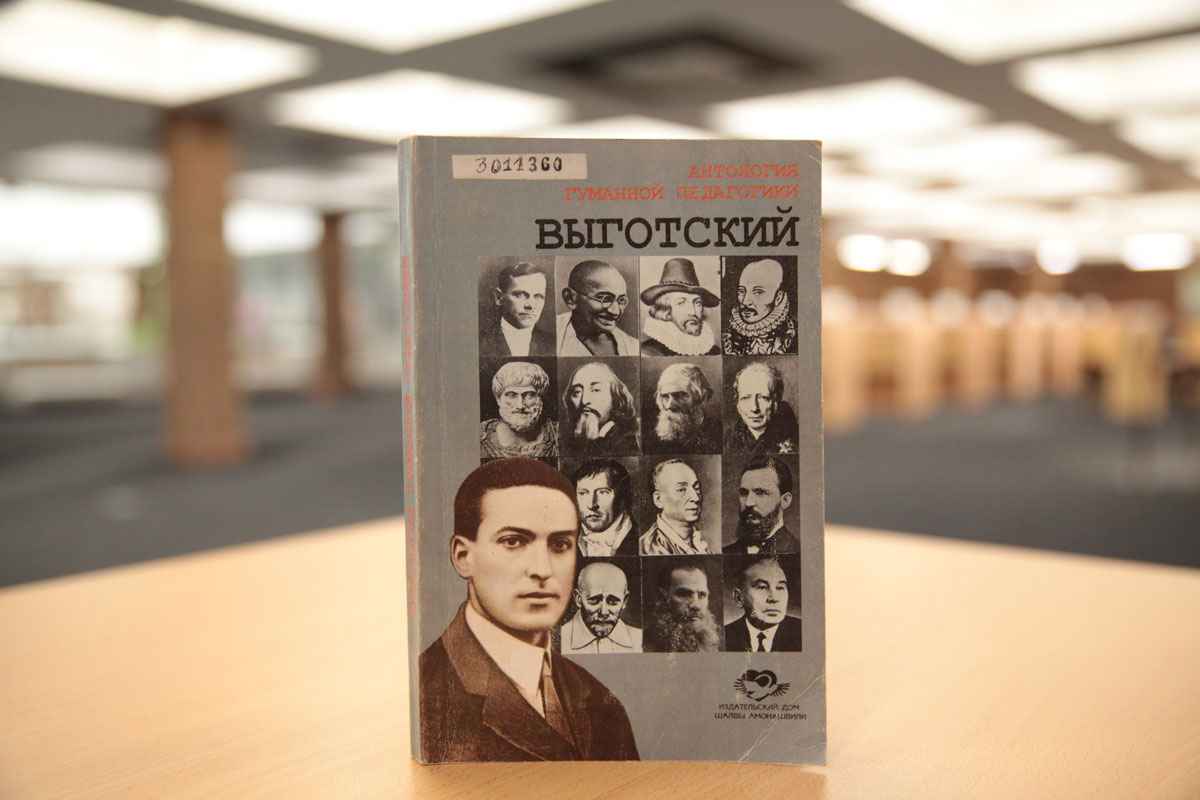 3011360
АНТОЛОГИЯ
ГУМАННОЙ ПЕДАГОГИКИ
ВЫГОТСКИЙ
ИЗДАТЕЛЬСКИЙ ДОМ
ШАЛВЫ АМОНАШВИЛИ